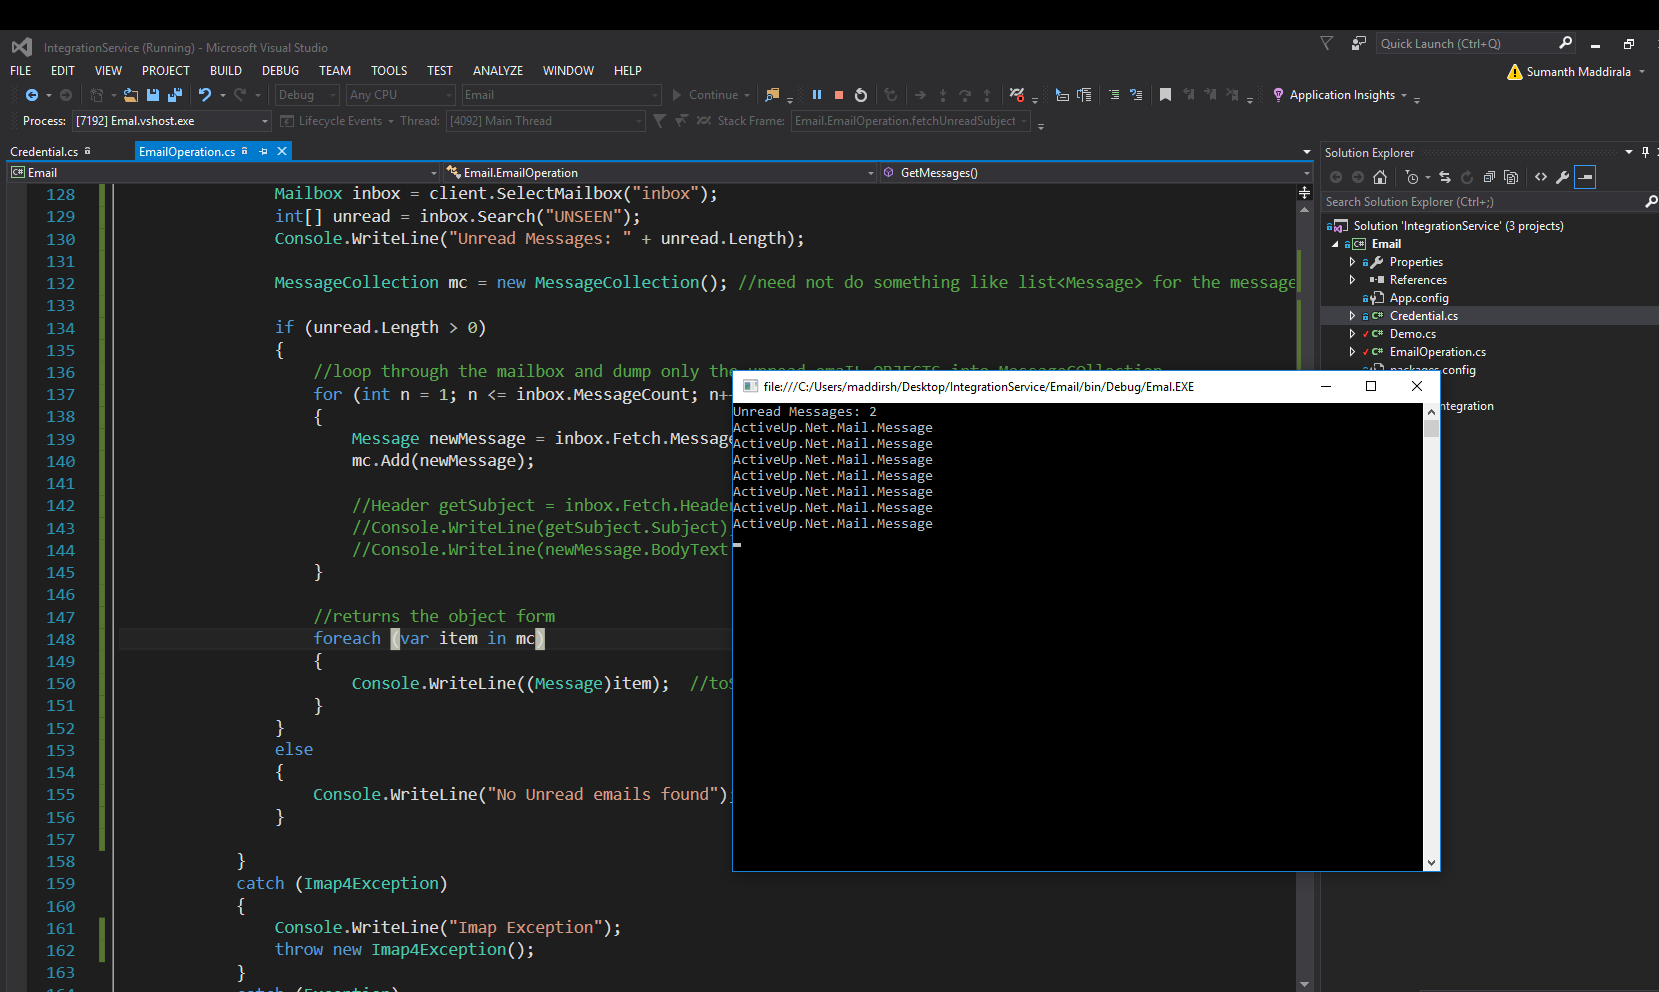 IntegrationService (Running) - Microsoft Visual Studio
Quick Launch (Ctrl+Q)
FILE EDIT VIEW PROJECT BUILD DEBUG TEAM TOOLS TEST ANALYZE WINDOW HELP
Sumanth Maddirala
Debug Any CPU Email Continue Application Insights
Process: [7192] Emal.vshost.exe Lifecycle Events Thread: [4092] Main Thread Stack Frame: Email.EmailOperation.fetchUnreadSubject
Credential.cs EmailOperation.cs
C# Email Email.EmailOperation GetMessages()
128 Mailbox inbox = client.SelectMailbox("inbox");
129 int[] unread = inbox.Search("UNSEEN");
130 Console.WriteLine("Unread Messages: " + unread.Length);
131
132 MessageCollection mc = new MessageCollection(); //need not do something like list<Message> for the message
133
134 if (unread.Length > 0)
135 {
136 //loop through the mailbox and dump only the unread emaIL OBJECTS into MessageCOllection
137 for (int n = 1; n <= inbox.MessageCount; n+
138 {
139 Message newMessage = inbox.Fetch.Message
140 mc.Add(newMessage);
141
142 //Header getSubject = inbox.Fetch.Header
143 //Console.WriteLine(getSubject.Subject)
144 //Console.WriteLine(newMessage.BodyText
145 }
146
147 //returns the object form
148 foreach (var item in mc)
149 {
150 Console.WriteLine((Message)item); //toS
151 }
152 }
153 else
154 {
155 Console.WriteLine("No Unread emails found");
156 }
157
158 }
159 catch (Imap4Exception)
160 {
161 Console.WriteLine("Imap Exception");
162 throw new Imap4Exception();
163 }
164 catch (Exception)
file:///C:/Users/maddirsh/Desktop/IntegrationService/Email/bin/Debug/Emal.EXE
Unread Messages: 2
ActiveUp.Net.Mail.Message
ActiveUp.Net.Mail.Message
ActiveUp.Net.Mail.Message
ActiveUp.Net.Mail.Message
ActiveUp.Net.Mail.Message
ActiveUp.Net.Mail.Message
ActiveUp.Net.Mail.Message
Solution Explorer
Search Solution Explorer (Ctrl+;)
Solution 'IntegrationService' (3 projects)
C# Email
Properties
References
App.config
C# Credential.cs
C# Demo.cs
C# EmailOperation.cs
packages.config
ntegration